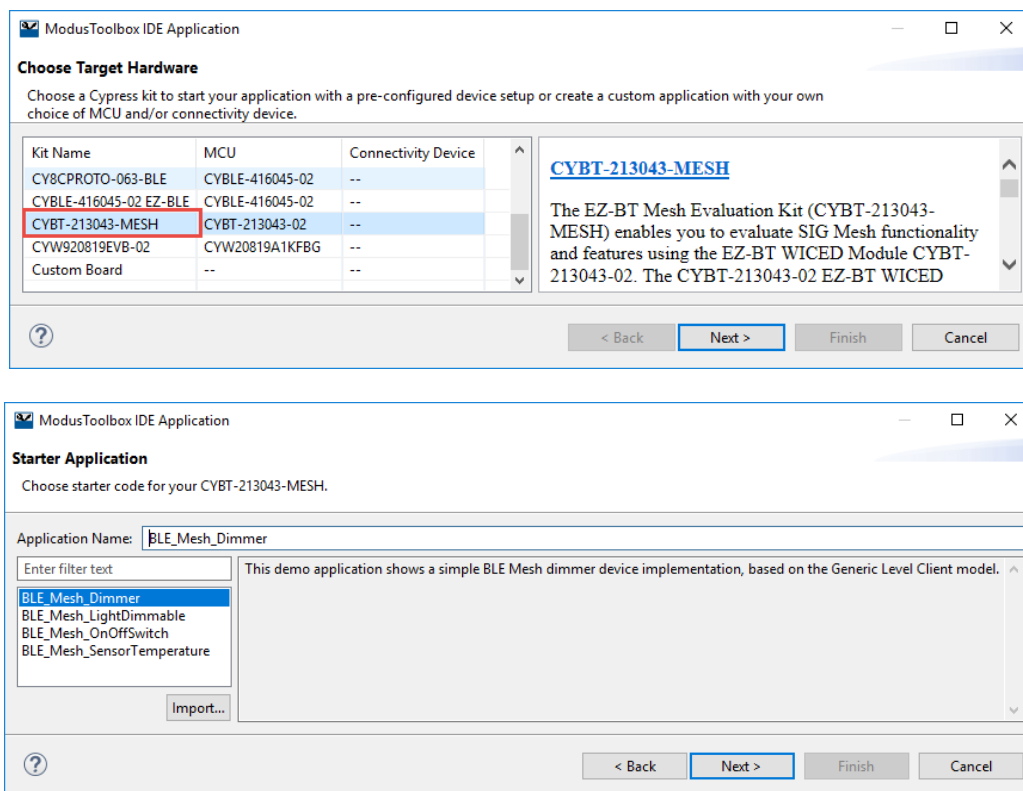 ModusToolbox IDE Application
Choose Target Hardware
Choose a Cypress kit to start your application with a pre-configured device setup or create a custom application with your own
choice of MCU and/or connectivity device.
Kit Name MCU Connectivity Device
CY8CPROTO-063-BLE CYBLE-416045-02 --
CYBLE-416045-02 EZ-BLE CYBLE-416045-02 --
CYBT-213043-MESH CYBT-213043-02 --
CYW920819EVB-02 CYW20819A1KFBG --
Custom Board -- --
CYBT-213043-MESH
The EZ-BT Mesh Evaluation Kit (CYBT-213043-
MESH) enables you to evaluate SIG Mesh functionality
and features using the EZ-BT WICED Module CYBT-
213043-02. The CYBT-213043-02 EZ-BT WICED
? < Back Next > Finish Cancel
ModusToolbox IDE Application
Starter Application
Choose starter code for your CYBT-213043-MESH.
Application Name: BLE_Mesh_Dimmer
Enter filter text
BLE_Mesh_Dimmer
BLE_Mesh_LightDimmable
BLE_Mesh_OnOffSwitch
BLE_Mesh_SensorTemperature
Import...
This demo application shows a simple BLE Mesh dimmer device implementation, based on the Generic Level Client model.
? < Back Next > Finish Cancel